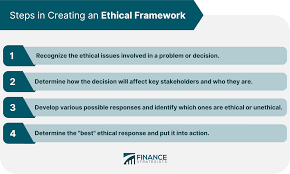 Steps in Creating an Ethical Framework
1 Recognize the ethical issues involved in a problem or decision.
2 Determine how the decision will affect key stakeholders and who they are.
3 Develop various possible responses and identify which ones are ethical or unethical.
4 Determine the "best" ethical response and put it into action.
FINANCE
STRATEGISTS